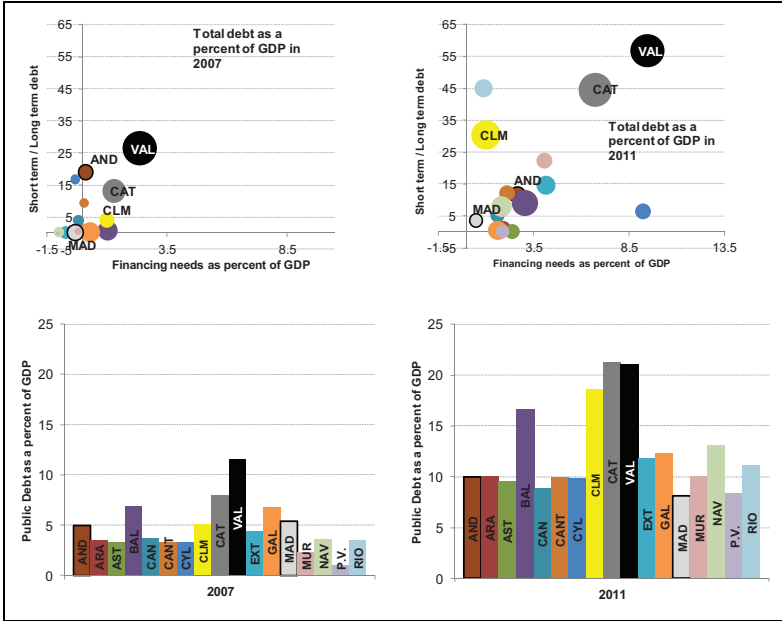 65
55
45
35
25
15
5
-1.5
-5
3.5
8.5
Short term / Long term debt
Financing needs as percent of GDP
Total debt as a
percent of GDP in
2007
VAL
AND
CAT
CLM
MAD
65
55
45
35
25
15
5
-1.5
5
3.5
8.5
13.5
Short term / Long term debt
Financing needs as percent of GDP
VAL
CAT
CLM
Total debt as a
percent of GDP in
2011
AND
MAD
25
20
15
10
5
0
Public Debt as a percent of GDP
AND
ARA
AST
BAL
CAN
CANT
CYL
CLM
CAT
VAL
EXT
GAL
MAD
MUR
NAV
P.V.
RIO
2007
25
20
15
10
5
0
Public Debt as a percent of GDP
AND
ARA
AST
BAL
CAN
CANT
CYL
CLM
CAT
VAL
EXT
GAL
MAD
MUR
NAV
P.V.
RIO
2011